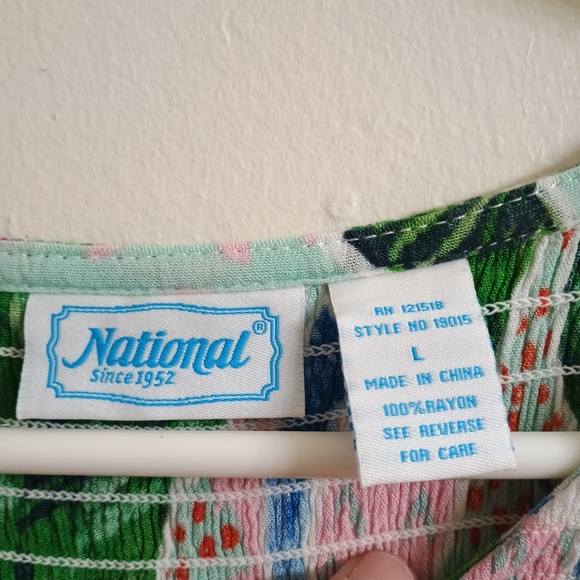 National®
Since 1952
RN 121518
STYLE NO 19015
L
MADE IN CHINA
100%RAYON
SEE REVERSE
FOR CARE